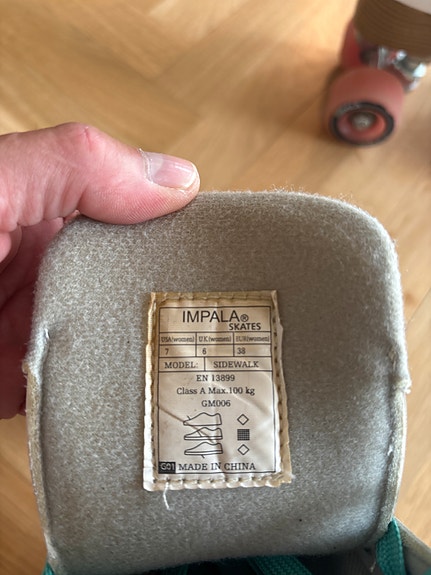 IMPALA®
SKATES
USA(women) U.K(women) EUR(women)
7 6 38
MODEL: SIDEWALK
EN 13899
Class A Max.100 kg
GM006
GQ1 MADE IN CHINA